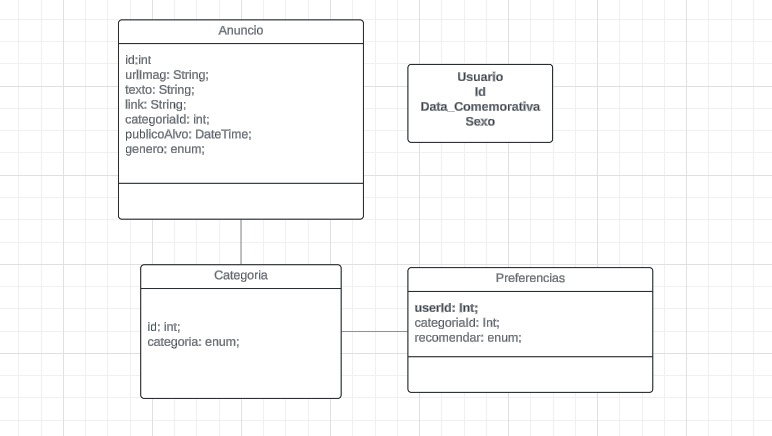 Anuncio
id:int
urlImag: String;
texto: String;
link: String;
categoriaId: int;
publicoAlvo: DateTime;
genero: enum;
Usuario
Id
Data_Comemorativa
Sexo
Categoria
id: int;
categoria: enum;
Preferencias
userId: Int;
categoriaId: Int;
recomendar: enum;